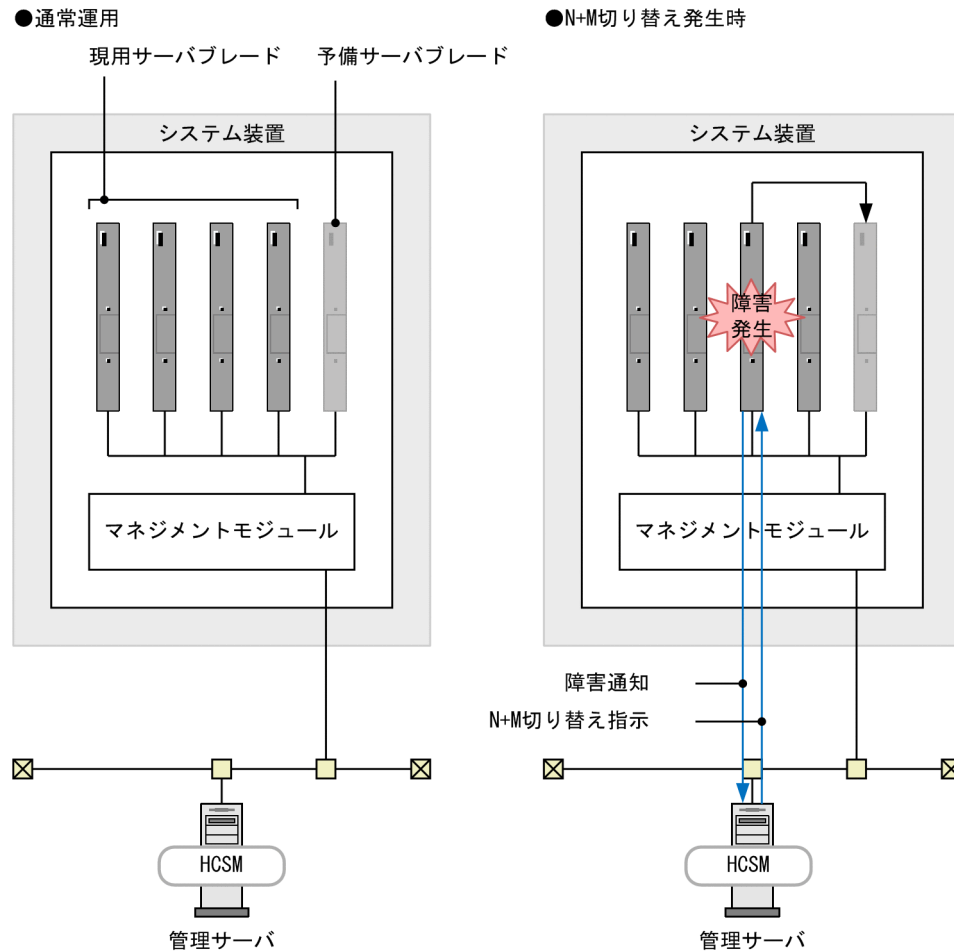 ●通常運用
現用サーバブレード
予備サーバブレード
システム装置
マネジメントモジュール
HCSM
管理サーバ
●N+M切り替え発生時
システム装置
障害
発生
マネジメントモジュール
障害通知
N+M切り替え指示
HCSM
管理サーバ